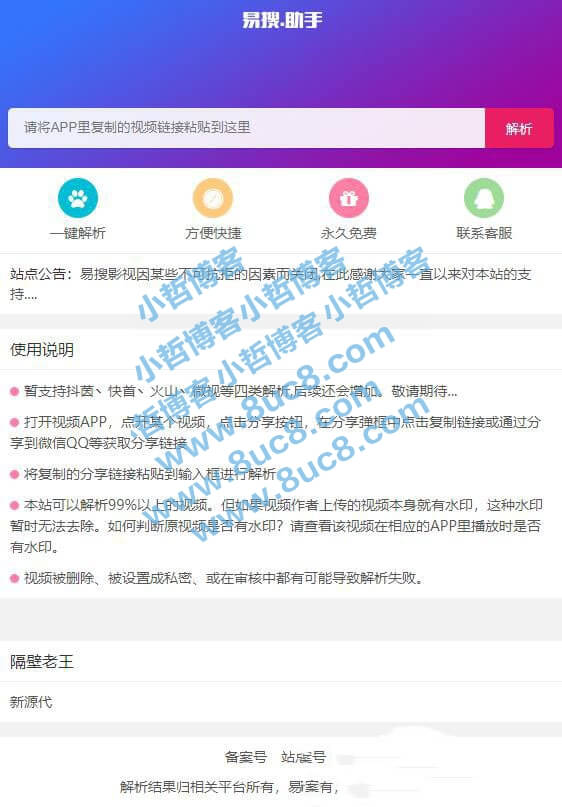 易搜.助手
请将APP里复制的视频链接粘贴到这里
解析
一键解析
方便快捷
永久免费
联系客服
站点公告：易搜影视因某些不可抗拒的因素而关闭,在此感谢大家一直以来对本站的支
持....
使用说明
暂支持抖茵、快首、火山、微视等四类解析,后续还会增加。敬请期待...
打开视频APP，点开某个视频，点击分享按钮，在分享弹框中点击复制链接或通过分
享到微信QQ等获取分享链接
将复制的分享链接粘贴到输入框进行解析
本站可以解析99%以上的视频。但如果视频作者上传的视频本身就有水印，这种水印
暂时无法去除。如何判断原视频是否有水印？请查看该视频在相应的APP里播放时是否
有水印。
视频被删除、被设置成私密、或在审核中都有可能导致解析失败。
小哲博客
小哲博客小哲博客
哲博客小哲博客
www.8uc8.com
www.8uc8.com
www.8uc8.com
隔壁老王
新源代
备案号 站版号
解析结果归相关平台所有，